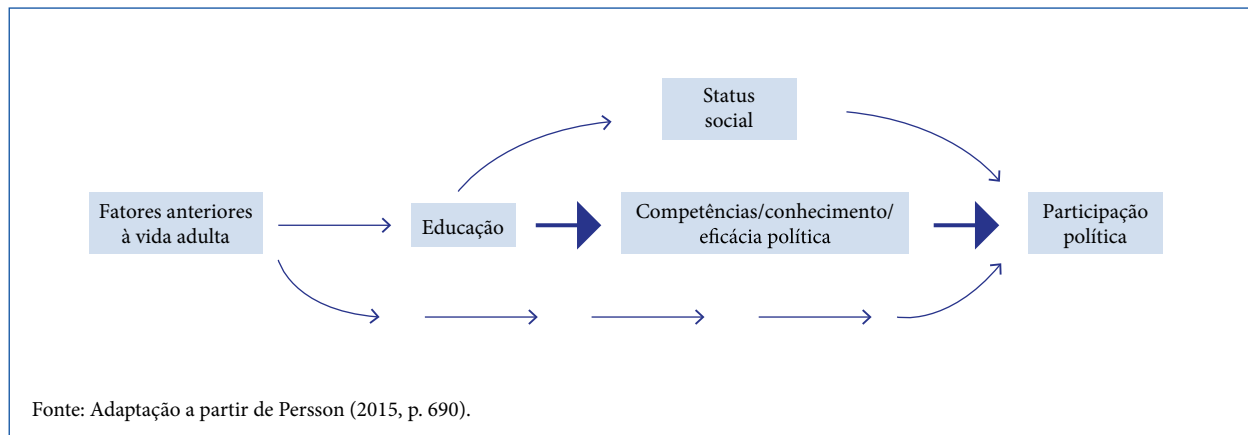 Status
social
Fatores anteriores
à vida adulta
Educação
Competências/conhecimento/
eficácia política
Participação
política
Fonte: Adaptação a partir de Persson (2015, p. 690).